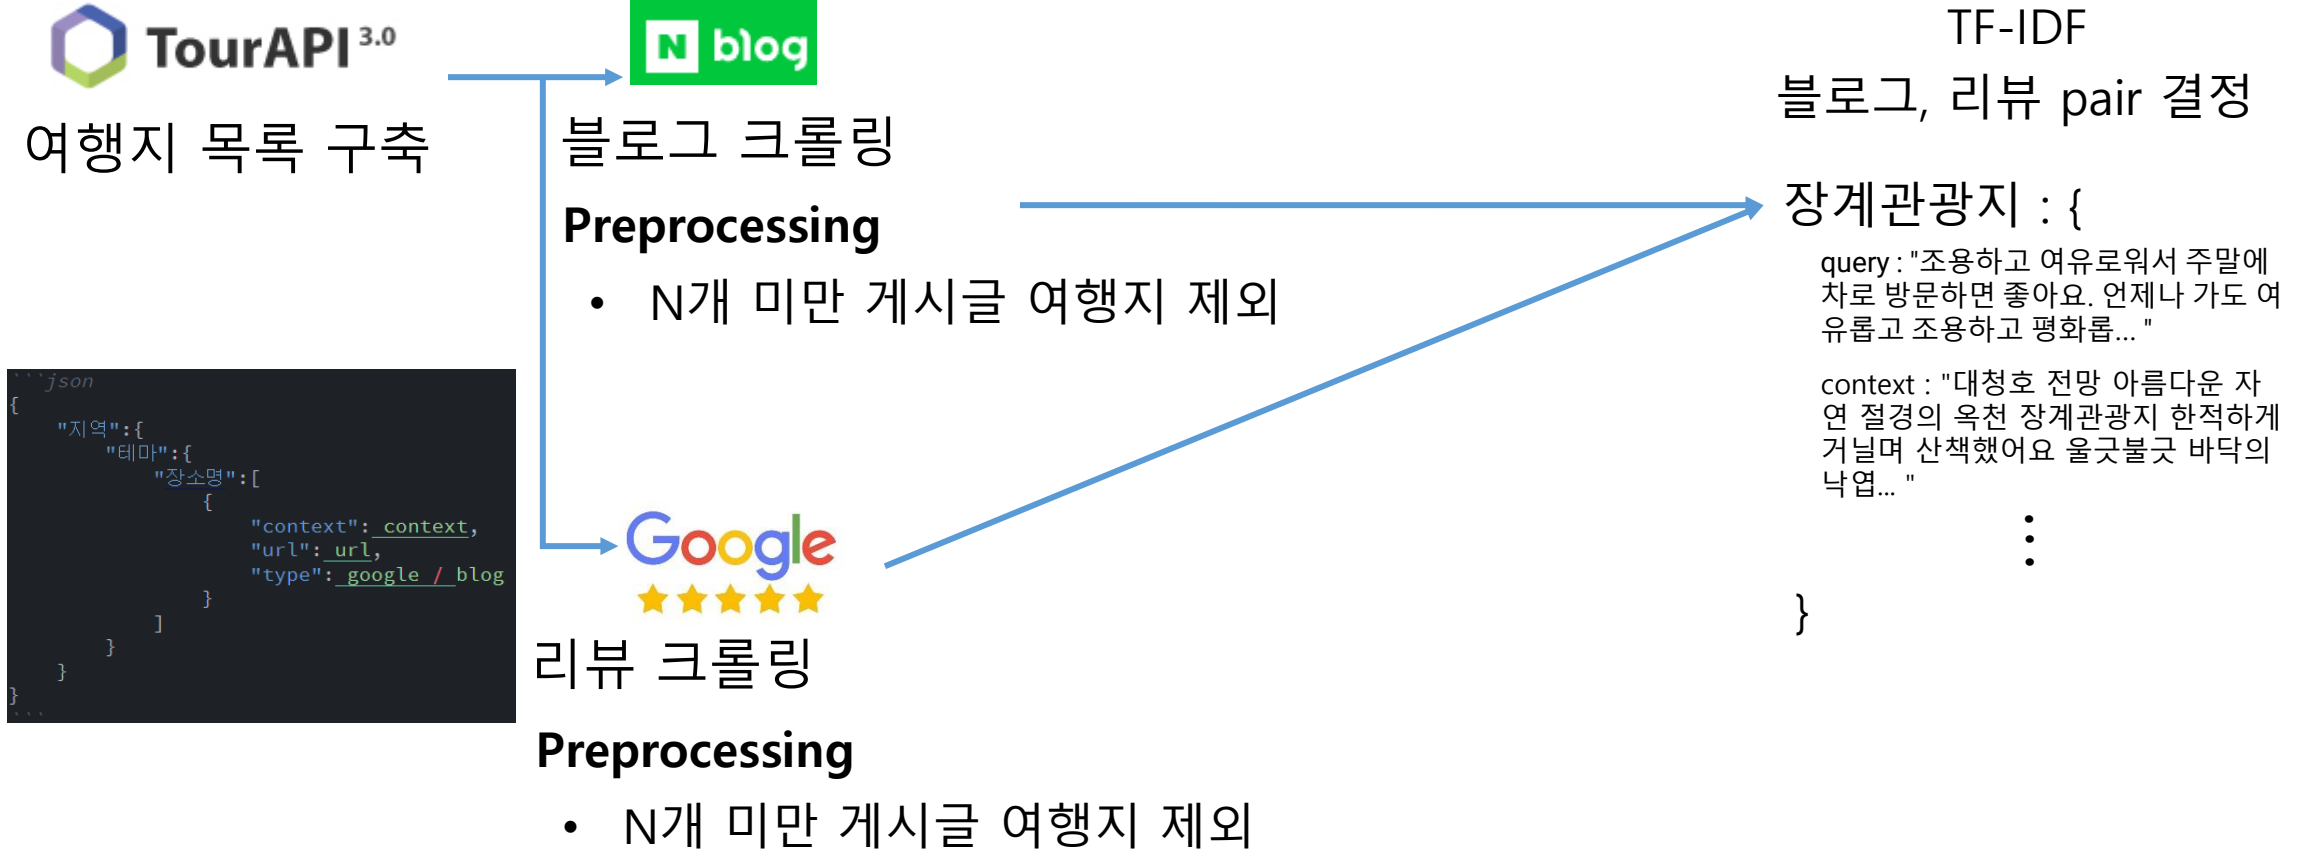 TourAPI 3.0
여행지 목록 구축
```json
{
"지역":{
"테마":{
"장소명":[
{
"context": context,
"url": url,
"type": google / blog
}
]
}
}
}
```
N blog
블로그 크롤링
Preprocessing
• N개 미만 게시글 여행지 제외
Google
리뷰 크롤링
Preprocessing
• N개 미만 게시글 여행지 제외
TF-IDF
블로그, 리뷰 pair 결정
장계관광지 : {
query : "조용하고 여유로워서 주말에
차로 방문하면 좋아요. 언제나 가도 여
유롭고 조용하고 평화롭... "
context : "대청호 전망 아름다운 자
연 절경의 옥천 장계관광지 한적하게
거닐며 산책했어요 울긋불긋 바닥의
낙엽... "
}